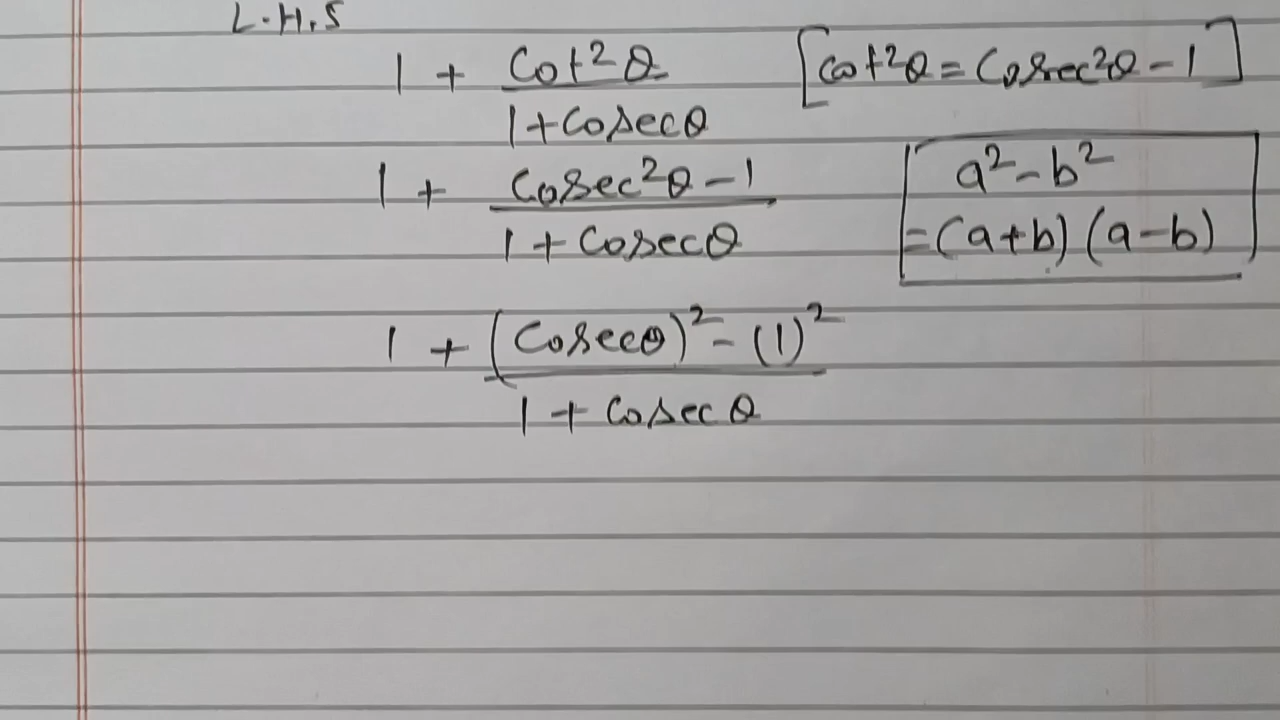 L.H.S
1 + Cot²θ [cot²θ = Cosec²θ - 1]
1 + cosecθ
1 + Cosec²θ - 1 a² - b²
1 + Cosecθ = (a+b) (a-b)
1 + (Cosecθ)² - (1)²
1 + Cosecθ